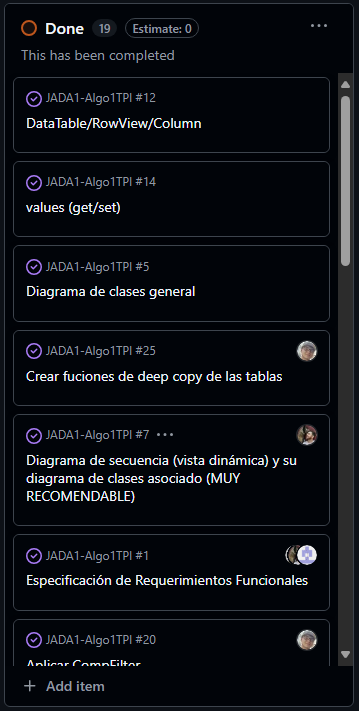 Done 19 Estimate: 0
This has been completed
JADA1-Algo1TPI #12
DataTable/RowView/Column
JADA1-Algo1TPI #14
values (get/set)
JADA1-Algo1TPI #5
Diagrama de clases general
JADA1-Algo1TPI #25
Crear fuciones de deep copy de las tablas
JADA1-Algo1TPI #7
Diagrama de secuencia (vista dinámica) y su
diagrama de clases asociado (MUY
RECOMENDABLE)
JADA1-Algo1TPI #1
Especificación de Requerimientos Funcionales
JADA1-Algo1TPI #20
Aplicar CompFilter
Add item